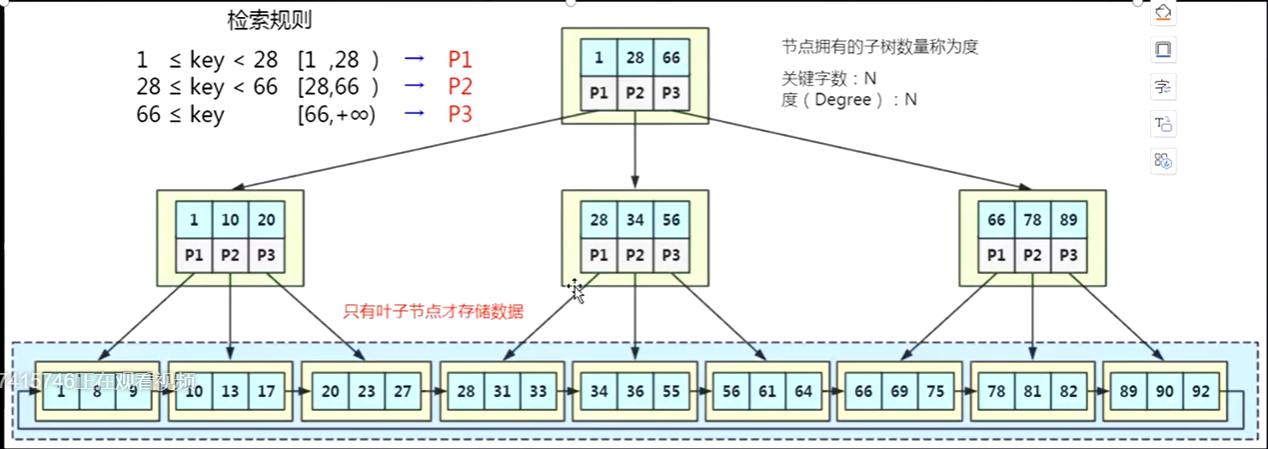 检索规则
1 ≤ key < 28 [1 ,28 ) → P1
28 ≤ key < 66 [28,66 ) → P2
66 ≤ key [66,+∞) → P3
节点拥有的子树数量称为度
关键字数：N
度（Degree）：N
1 28 66
P1 P2 P3
1 10 20
P1 P2 P3
28 34 56
P1 P2 P3
66 78 89
P1 P2 P3
只有叶子节点才存储数据
7415746正在观看视频
1 8 9
10 13 17
20 23 27
28 31 33
34 36 55
56 61 64
66 69 75
78 81 82
89 90 92
字
T